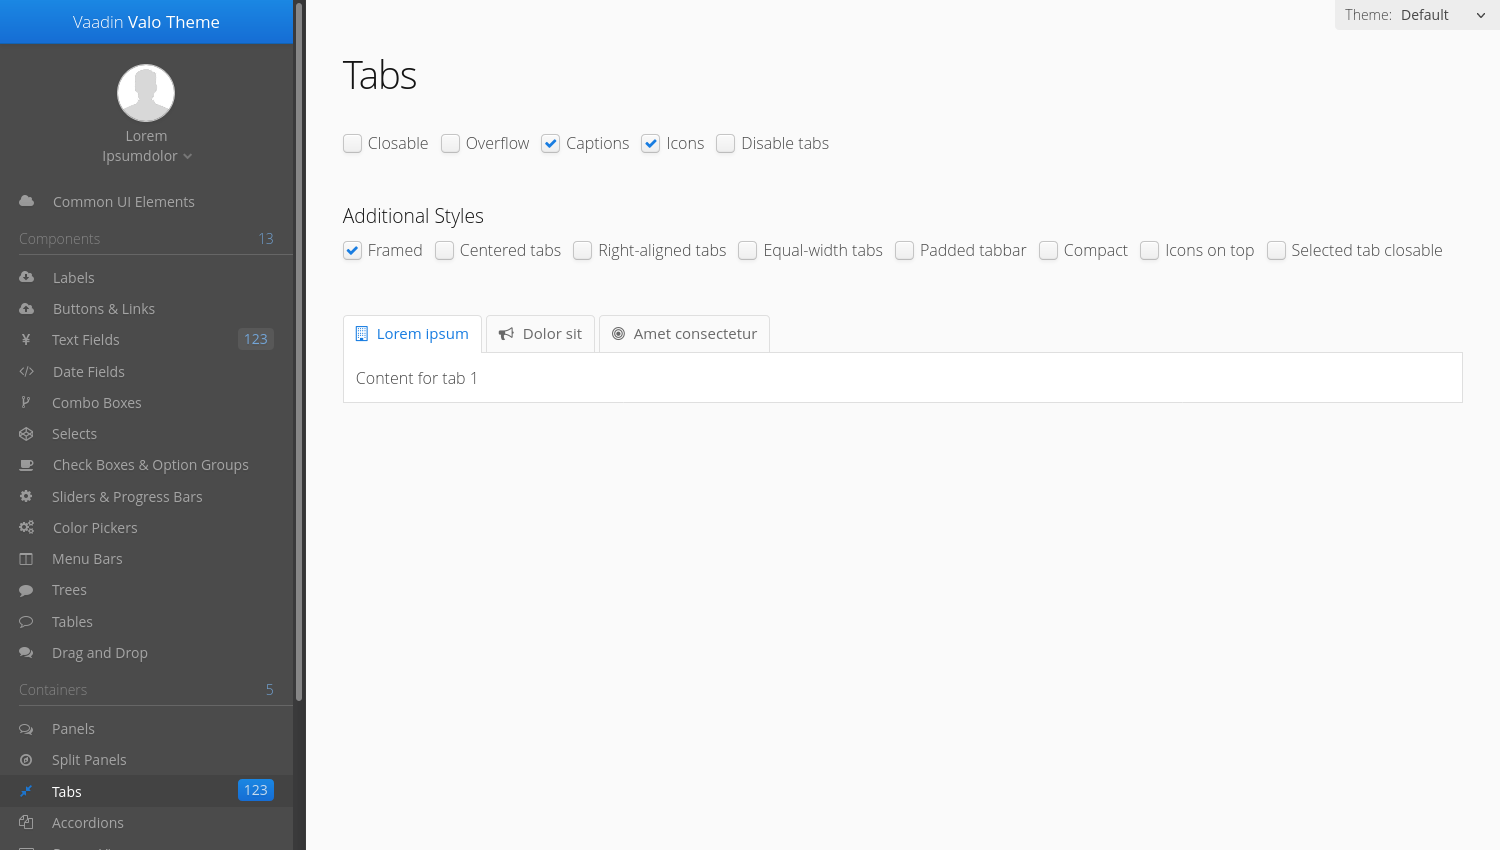 Vaadin Valo Theme
Lorem
Ipsumdolor
Common UI Elements
Components 13
Labels
Buttons & Links
Text Fields 123
Date Fields
Combo Boxes
Selects
Check Boxes & Option Groups
Sliders & Progress Bars
Color Pickers
Menu Bars
Trees
Tables
Drag and Drop
Containers 5
Panels
Split Panels
Tabs 123
Accordions
Theme: Default
Tabs
Closable Overflow Captions Icons Disable tabs
Additional Styles
Framed Centered tabs Right-aligned tabs Equal-width tabs Padded tabbar Compact Icons on top Selected tab closable
Lorem ipsum Dolor sit Amet consectetur
Content for tab 1